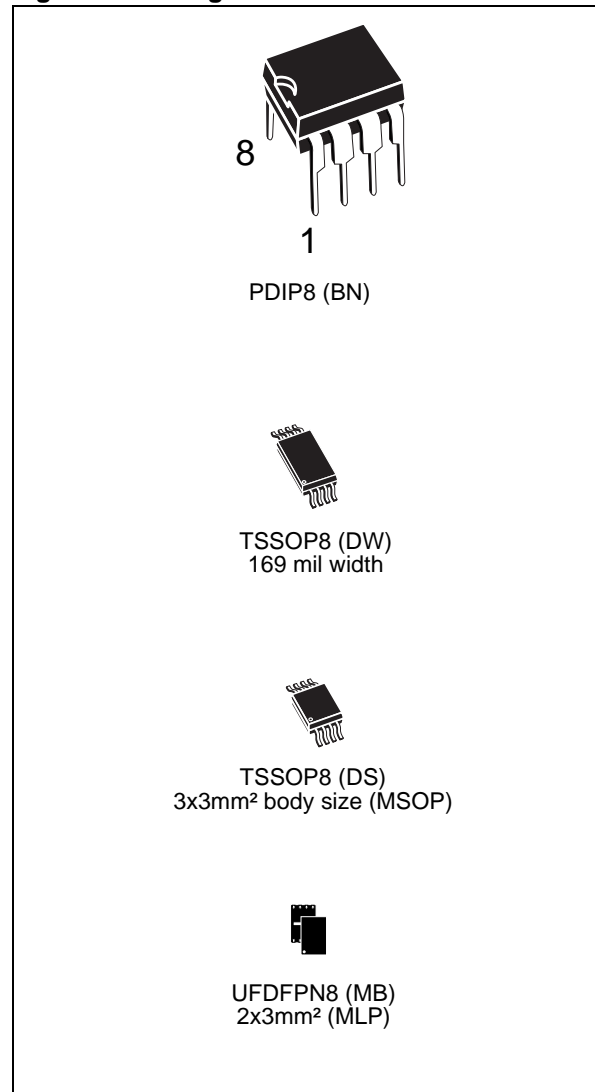 8
1
PDIP8 (BN)
TSSOP8 (DW)
169 mil width
TSSOP8 (DS)
3x3mm² body size (MSOP)
UFDFPN8 (MB)
2x3mm² (MLP)